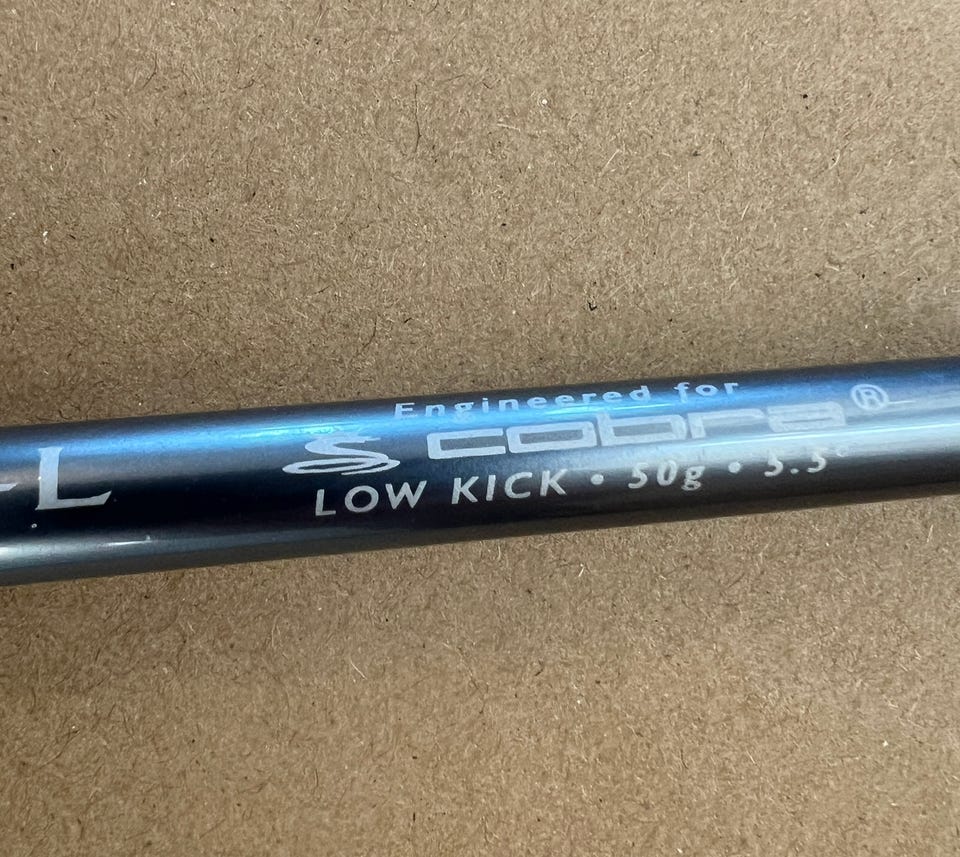 -L
Engineered for
cobra®
LOW KICK • 50g • 5.5°